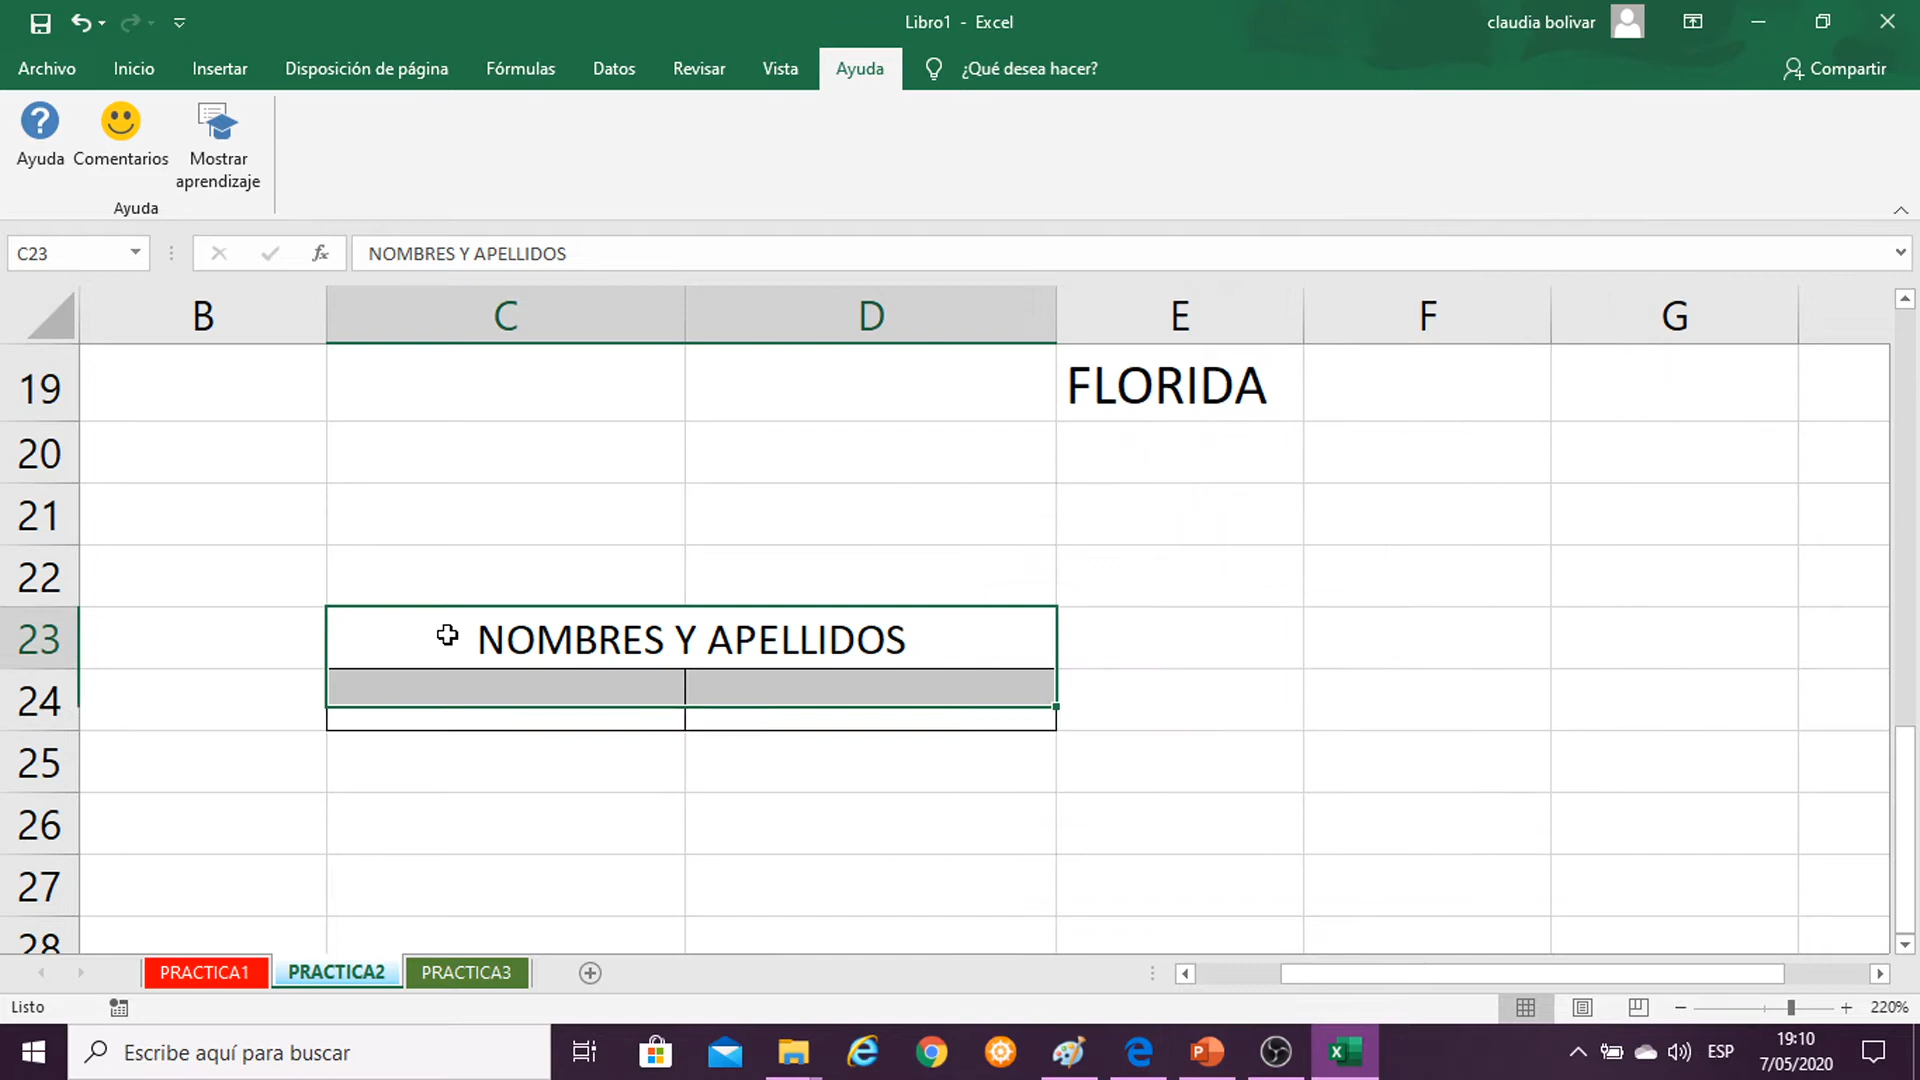 Libro1 - Excel
claudia bolivar
Archivo Inicio Insertar Disposición de página Fórmulas Datos Revisar Vista Ayuda ¿Qué desea hacer? Compartir
Ayuda Comentarios Mostrar aprendizaje
Ayuda
C23 fx NOMBRES Y APELLIDOS
B C D E F G
19 FLORIDA
20
21
22
23 NOMBRES Y APELLIDOS
24
25
26
27
28
PRACTICA1 PRACTICA2 PRACTICA3
Listo 220%
Escribe aquí para buscar ESP 19:10
7/05/2020